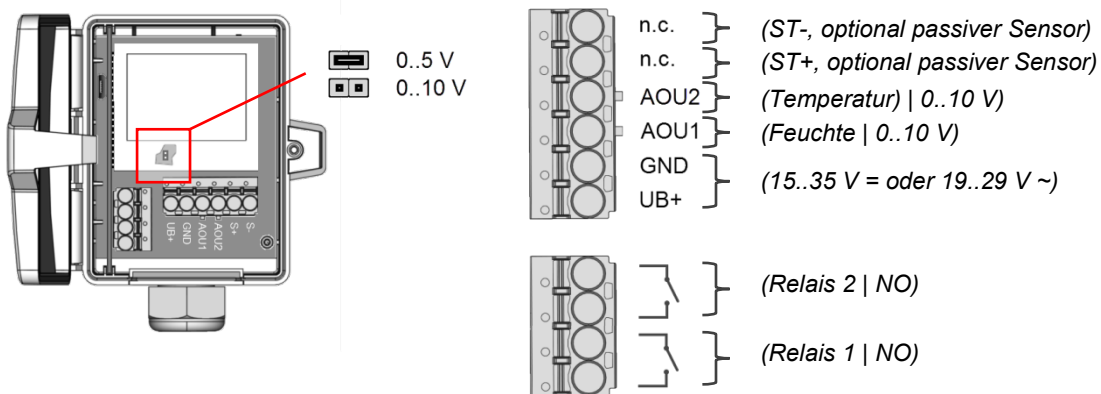 0..5 V
0..10 V
UB+
GND
AOU1
AOU2
S+
S-
n.c.
(ST-, optional passiver Sensor)
n.c.
(ST+, optional passiver Sensor)
AOU2
(Temperatur) | 0..10 V)
AOU1
(Feuchte | 0..10 V)
GND
UB+
(15..35 V = oder 19..29 V ~)
(Relais 2 | NO)
(Relais 1 | NO)